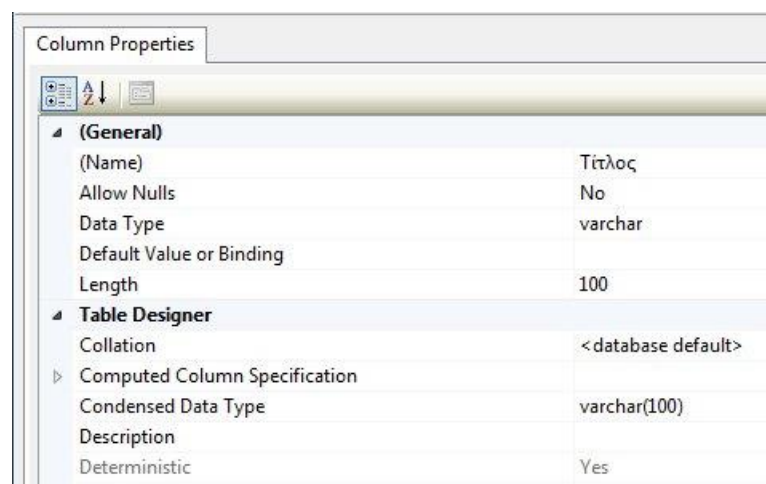 Column Properties
A
Z
(General)
(Name) Τίτλος
Allow Nulls No
Data Type varchar
Default Value or Binding
Length 100
Table Designer
Collation <database default>
Computed Column Specification
Condensed Data Type varchar(100)
Description
Deterministic Yes